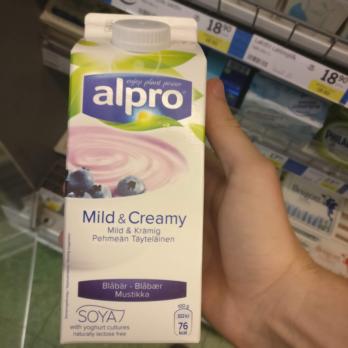 enjoy plant power
alpro
Mild & Creamy
Mild & Krämig
Pehmeän Täyteläinen
Blåbär - Blåbær
Mustikka
SOYA
with yoghurt cultures
naturally lactose free
100 g
76
kcal
18 90
18 90